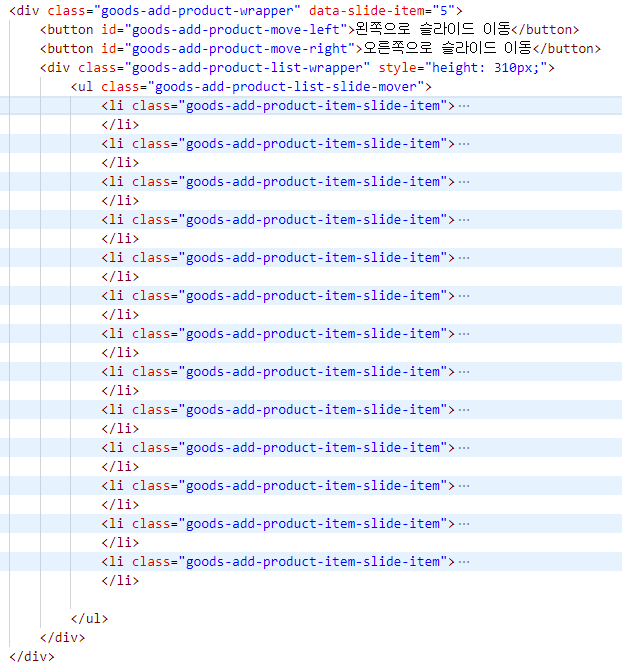 <div class="goods-add-product-wrapper" data-slide-item="5">
<button id="goods-add-product-move-left">왼쪽으로 슬라이드 이동</button>
<button id="goods-add-product-move-right">오른쪽으로 슬라이드 이동</button>
<div class="goods-add-product-list-wrapper" style="height: 310px;">
<ul class="goods-add-product-list-slide-mover">
<li class="goods-add-product-item-slide-item">…
</li>
<li class="goods-add-product-item-slide-item">…
</li>
<li class="goods-add-product-item-slide-item">…
</li>
<li class="goods-add-product-item-slide-item">…
</li>
<li class="goods-add-product-item-slide-item">…
</li>
<li class="goods-add-product-item-slide-item">…
</li>
<li class="goods-add-product-item-slide-item">…
</li>
<li class="goods-add-product-item-slide-item">…
</li>
<li class="goods-add-product-item-slide-item">…
</li>
<li class="goods-add-product-item-slide-item">…
</li>
<li class="goods-add-product-item-slide-item">…
</li>
<li class="goods-add-product-item-slide-item">…
</li>
<li class="goods-add-product-item-slide-item">…
</li>
</ul>
</div>
</div>